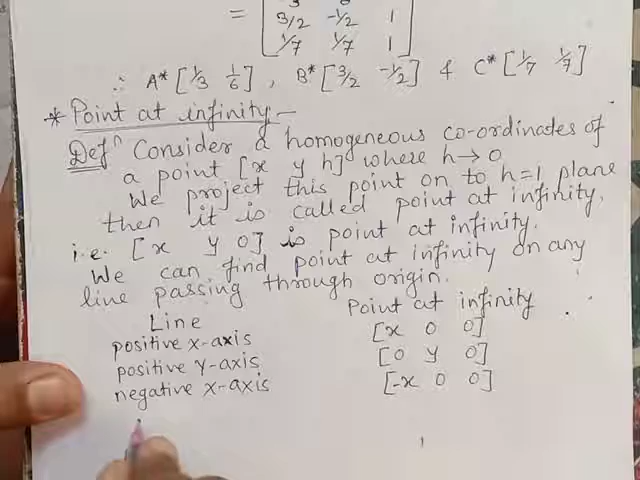 = [ 3/2 -1/2 1
1/7 1/7 1 ]
∴ A* [1/3 1/6] , B* [3/2 -1/2] & C* [1/7 1/7]
* Point at infinity -
Defⁿ Consider a homogeneous co-ordinates of
a point [x y h] where h→0
We project this point on to h=1 plane
then it is called point at infinity.
i.e. [x y 0] is point at infinity.
We can find point at infinity on any
line passing through origin.
Line Point at infinity
positive x-axis [x 0 0]
positive Y-axis [0 y 0]
negative x-axis [-x 0 0]